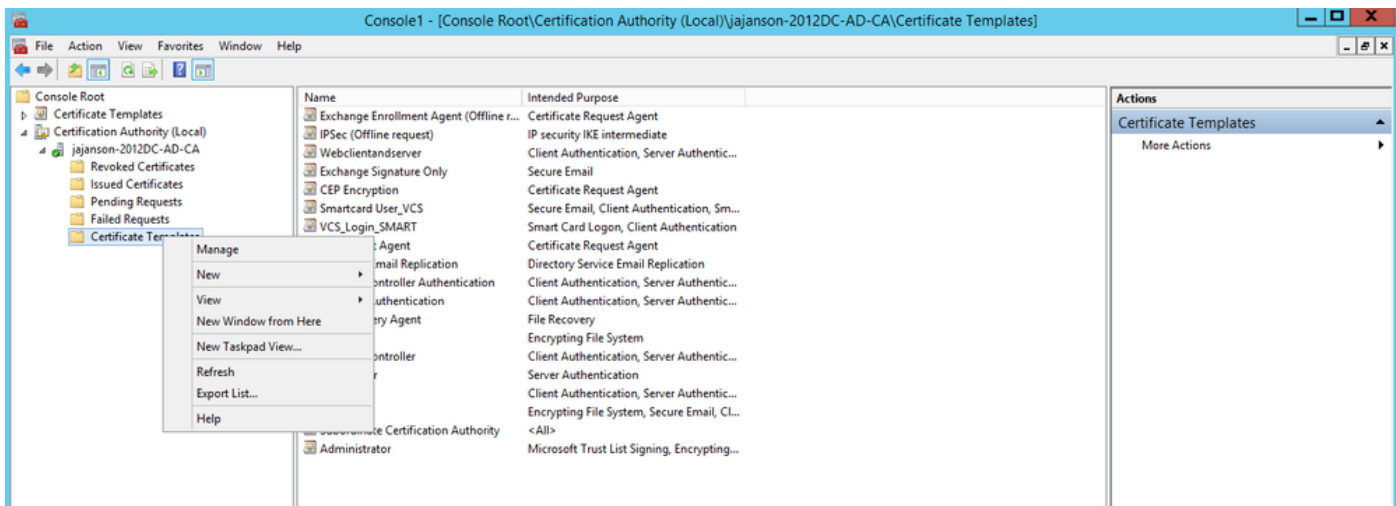 Console1 - [Console Root\Certification Authority (Local)\jajanson-2012DC-AD-CA\Certificate Templates]
File Action View Favorites Window Help
Console Root
Certificate Templates
Certification Authority (Local)
jajanson-2012DC-AD-CA
Revoked Certificates
Issued Certificates
Pending Requests
Failed Requests
Certificate
Manage
New
View
New Window from Here
New Taskpad View...
Refresh
Export List...
Help
Name Intended Purpose
Exchange Enrollment Agent (Offline r... Certificate Request Agent
IPSec (Offline request) IP security IKE intermediate
Webclientandserver Client Authentication, Server Authentic...
Exchange Signature Only Secure Email
CEP Encryption Certificate Request Agent
Smartcard User_VCS Secure Email, Client Authentication, Sm...
VCS_Login_SMART Smart Card Logon, Client Authentication
Agent Certificate Request Agent
mail Replication Directory Service Email Replication
ontroller Authentication Client Authentication, Server Authentic...
uthentication Client Authentication, Server Authentic...
ery Agent File Recovery
Encrypting File System
ontroller Client Authentication, Server Authentic...
r Server Authentication
Client Authentication, Server Authentic...
Encrypting File System, Secure Email, Cl...
Subordinate Certification Authority <All>
Administrator Microsoft Trust List Signing, Encrypting...
Actions
Certificate Templates
More Actions